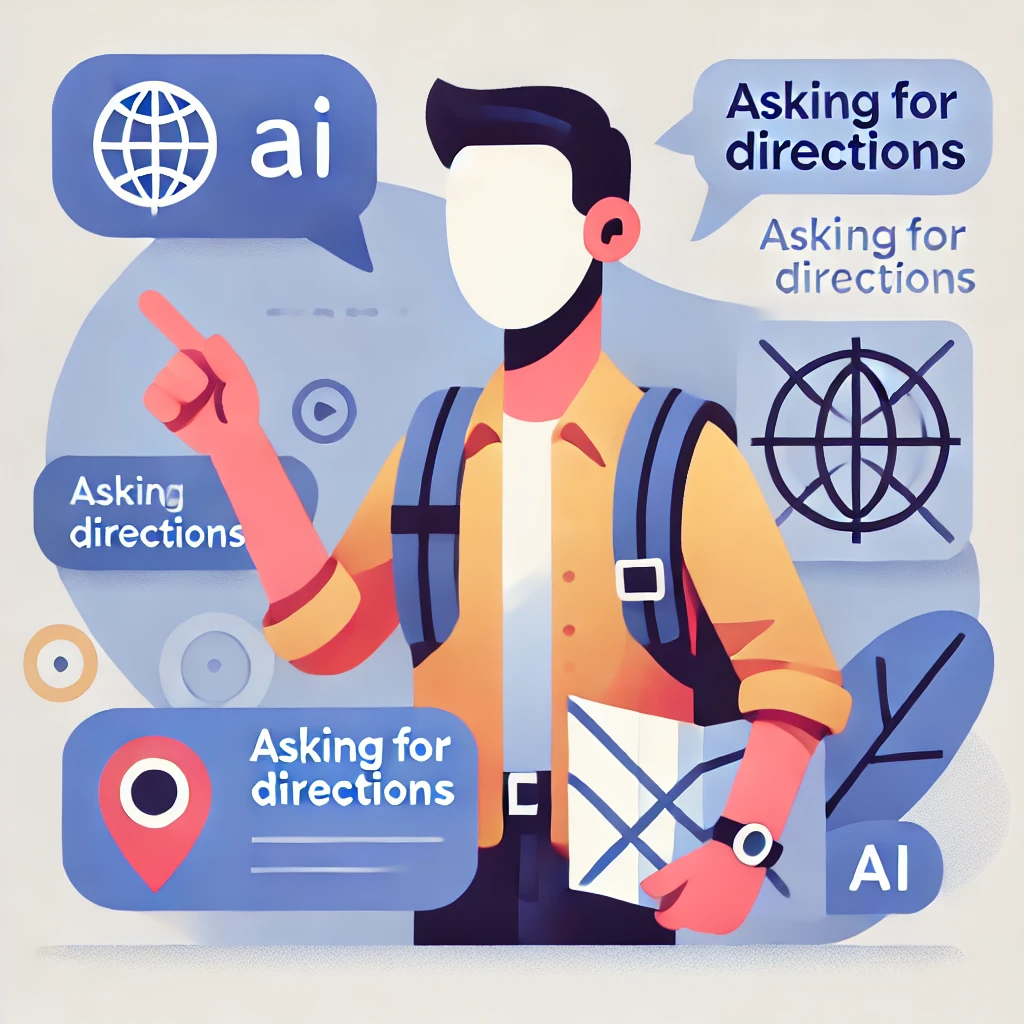 ai
Asking for
directions
Asking for
directions
Asking
directions
Asking for
directions
AI